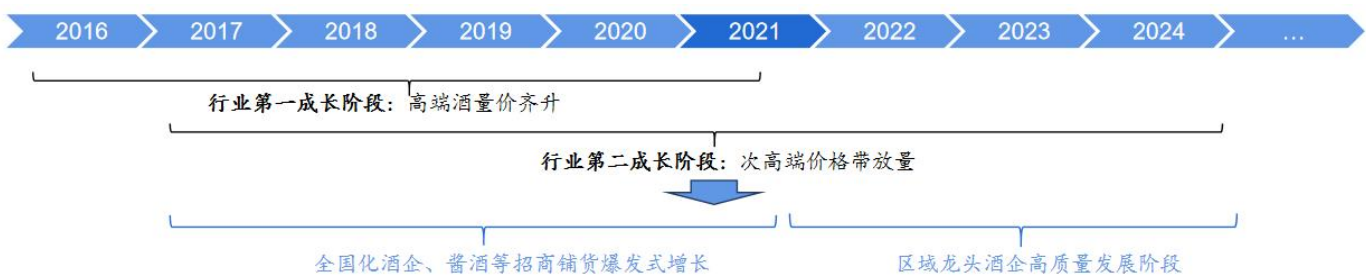 2016 2017 2018 2019 2020 2021 2022 2023 2024 …
行业第一成长阶段：高端酒量价齐升
行业第二成长阶段：次高端价格带放量
全国化酒企、酱酒等招商铺货爆发式增长 区域龙头酒企高质量发展阶段